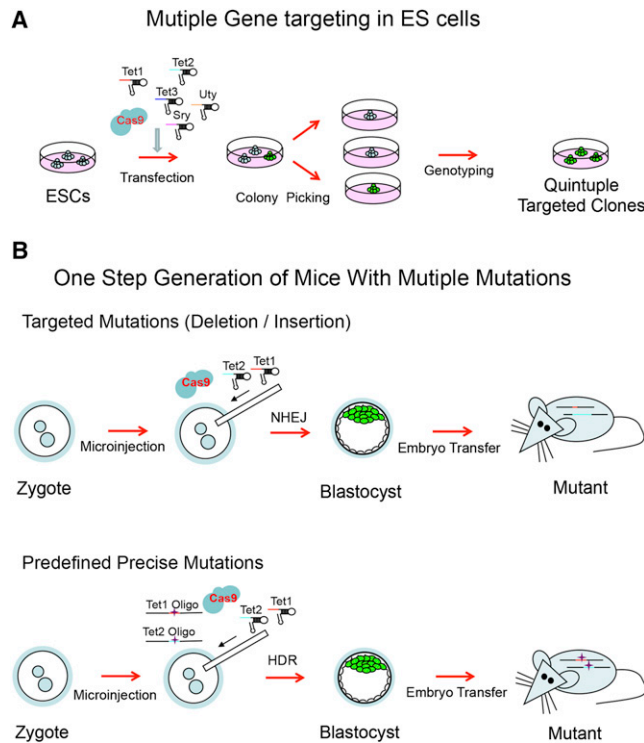 A
Mutiple Gene targeting in ES cells
Tet1
Tet2
Tet3
Uty
Cas9
Sry
ESCs
Transfection
Colony Picking
Genotyping
Quintuple
Targeted Clones
B
One Step Generation of Mice With Mutiple Mutations
Targeted Mutations (Deletion / Insertion)
Cas9
Tet2
Tet1
Microinjection
NHEJ
Embryo Transfer
Zygote
Blastocyst
Mutant
Predefined Precise Mutations
Tet1 Oligo
Cas9
Tet2
Tet1
Tet2 Oligo
Microinjection
HDR
Embryo Transfer
Zygote
Blastocyst
Mutant